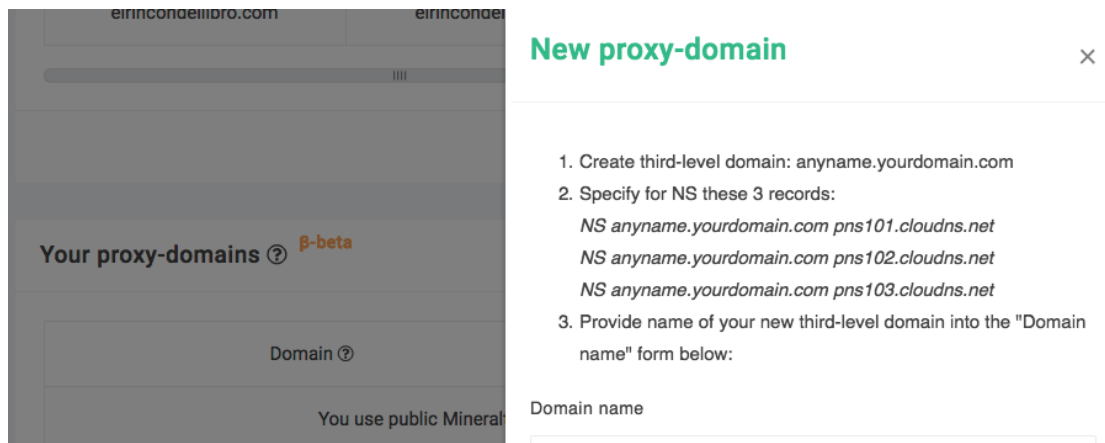 elrincondellibro.com
elrincondel
New proxy-domain
×
1. Create third-level domain: anyname.yourdomain.com
2. Specify for NS these 3 records:
NS anyname.yourdomain.com pns101.cloudns.net
NS anyname.yourdomain.com pns102.cloudns.net
NS anyname.yourdomain.com pns103.cloudns.net
3. Provide name of your new third-level domain into the "Domain
name" form below:
Domain name
Your proxy-domains ? β-beta
Domain ?
You use public Mineral